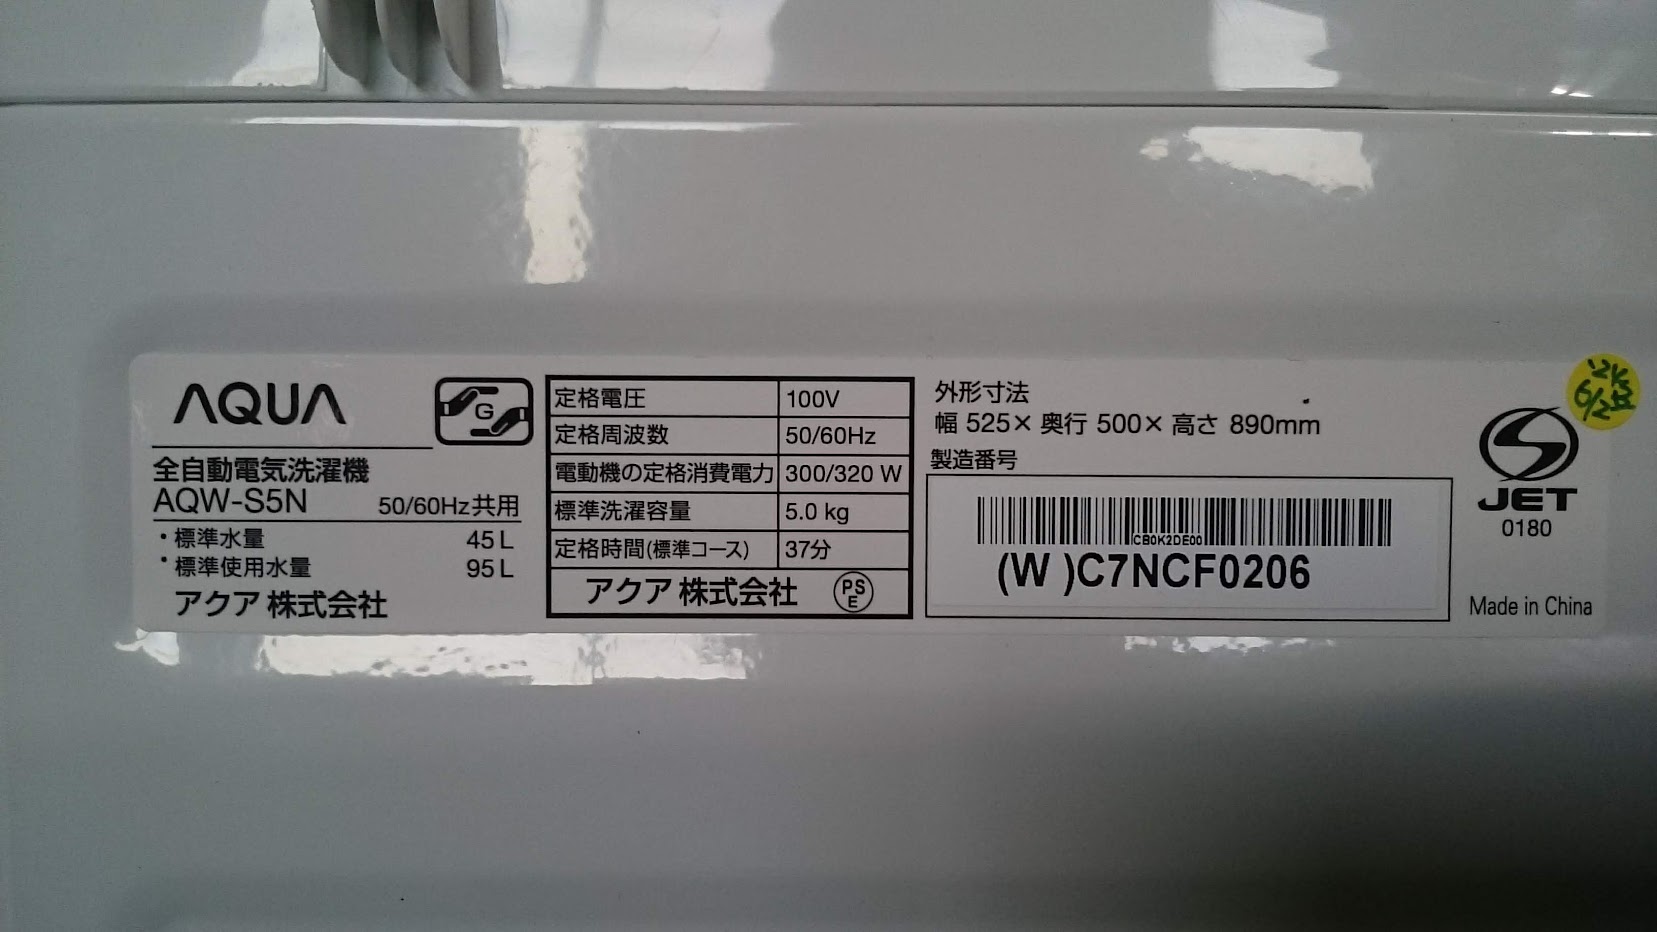 AQUA
G
全自動電気洗濯機
AQW-S5N 50/60Hz共用
・標準水量 45L
・標準使用水量 95L
アクア 株式会社
定格電圧 100V
定格周波数 50/60Hz
電動機の定格消費電力 300/320 W
標準洗濯容量 5.0 kg
定格時間(標準コース) 37分
アクア 株式会社 PSE
外形寸法
幅 525× 奥行 500× 高さ 890mm
製造番号
CB0K2DE00
(W )C7NCF0206
6/2
JET
0180
Made in China